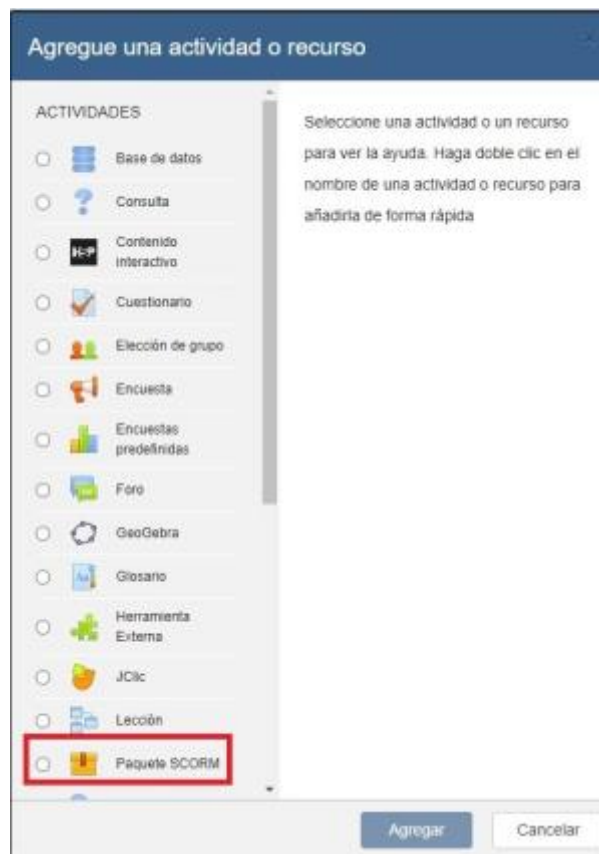 Agregue una actividad o recurso
ACTIVIDADES
Base de datos
Consulta
H-P
Contenido
interactivo
Cuestionario
Elección de grupo
Encuesta
Encuestas
predefinidas
Foro
GeoGebra
Glosario
Herramienta
Externa
JClic
Lección
Paquete SCORM
Seleccione una actividad o un recurso
para ver la ayuda. Haga doble clic en el
nombre de una actividad o recurso para
añadirla de forma rápida
Agregar
Cancelar